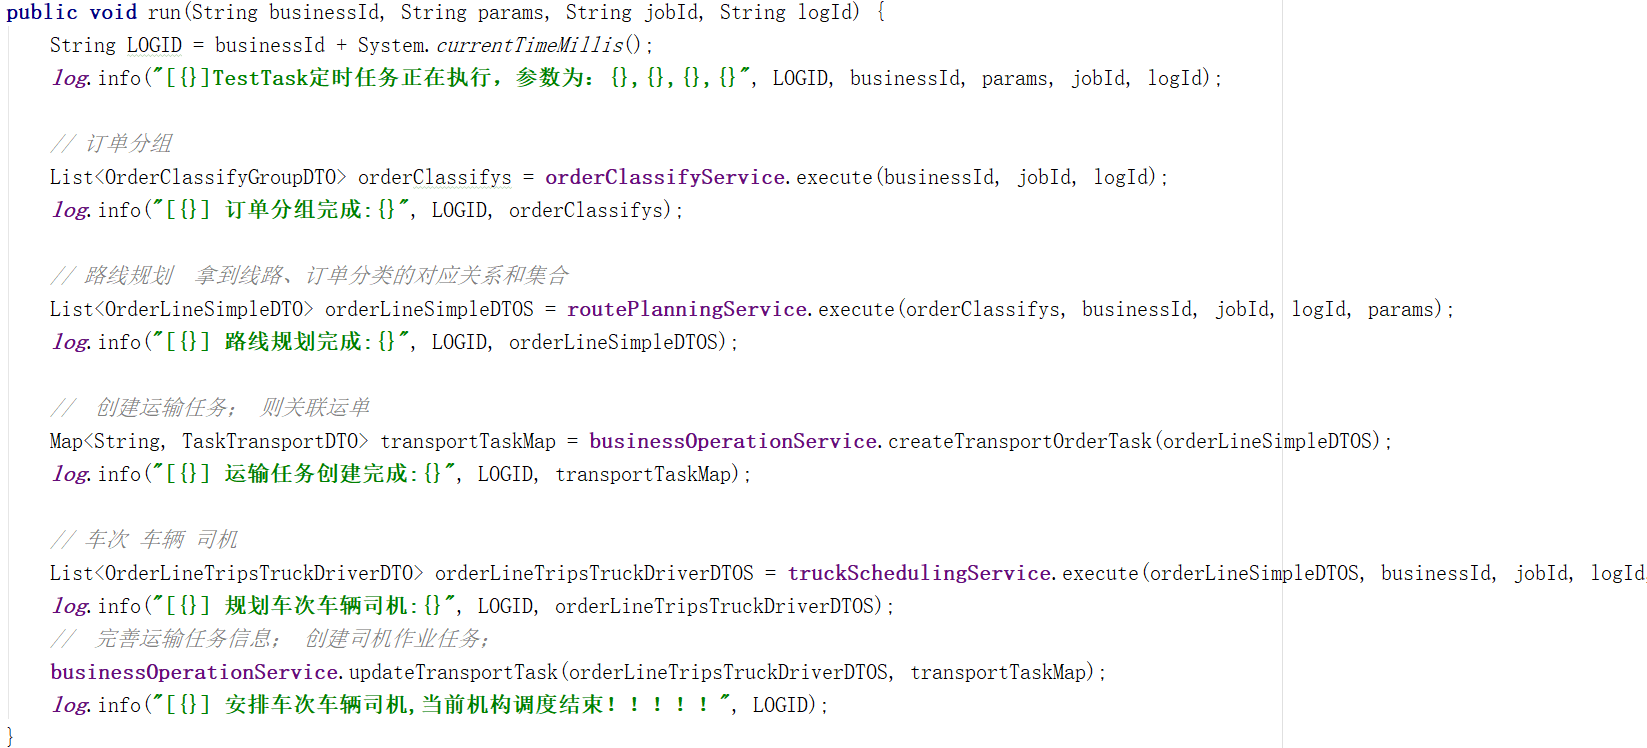 public void run(String businessId, String params, String jobId, String logId) {
String LOGID = businessId + System.currentTimeMillis();
log.info("[{}]TestTask定时任务正在执行，参数为：{},{},{},{}", LOGID, businessId, params, jobId, logId);
// 订单分组
List<OrderClassifyGroupDTO> orderClassifys = orderClassifyService.execute(businessId, jobId, logId);
log.info("[{}] 订单分组完成:{}", LOGID, orderClassifys);
// 路线规划 拿到线路、订单分类的对应关系和集合
List<OrderLineSimpleDTO> orderLineSimpleDTOS = routePlanningService.execute(orderClassifys, businessId, jobId, logId, params);
log.info("[{}] 路线规划完成:{}", LOGID, orderLineSimpleDTOS);
// 创建运输任务； 则关联运单
Map<String, TaskTransportDTO> transportTaskMap = businessOperationService.createTransportOrderTask(orderLineSimpleDTOS);
log.info("[{}] 运输任务创建完成:{}", LOGID, transportTaskMap);
// 车次 车辆 司机
List<OrderLineTripsTruckDriverDTO> orderLineTripsTruckDriverDTOS = truckSchedulingService.execute(orderLineSimpleDTOS, businessId, jobId, logId
log.info("[{}] 规划车次车辆司机:{}", LOGID, orderLineTripsTruckDriverDTOS);
// 完善运输任务信息； 创建司机作业任务；
businessOperationService.updateTransportTask(orderLineTripsTruckDriverDTOS, transportTaskMap);
log.info("[{}] 安排车次车辆司机,当前机构调度结束！！！！！", LOGID);
}